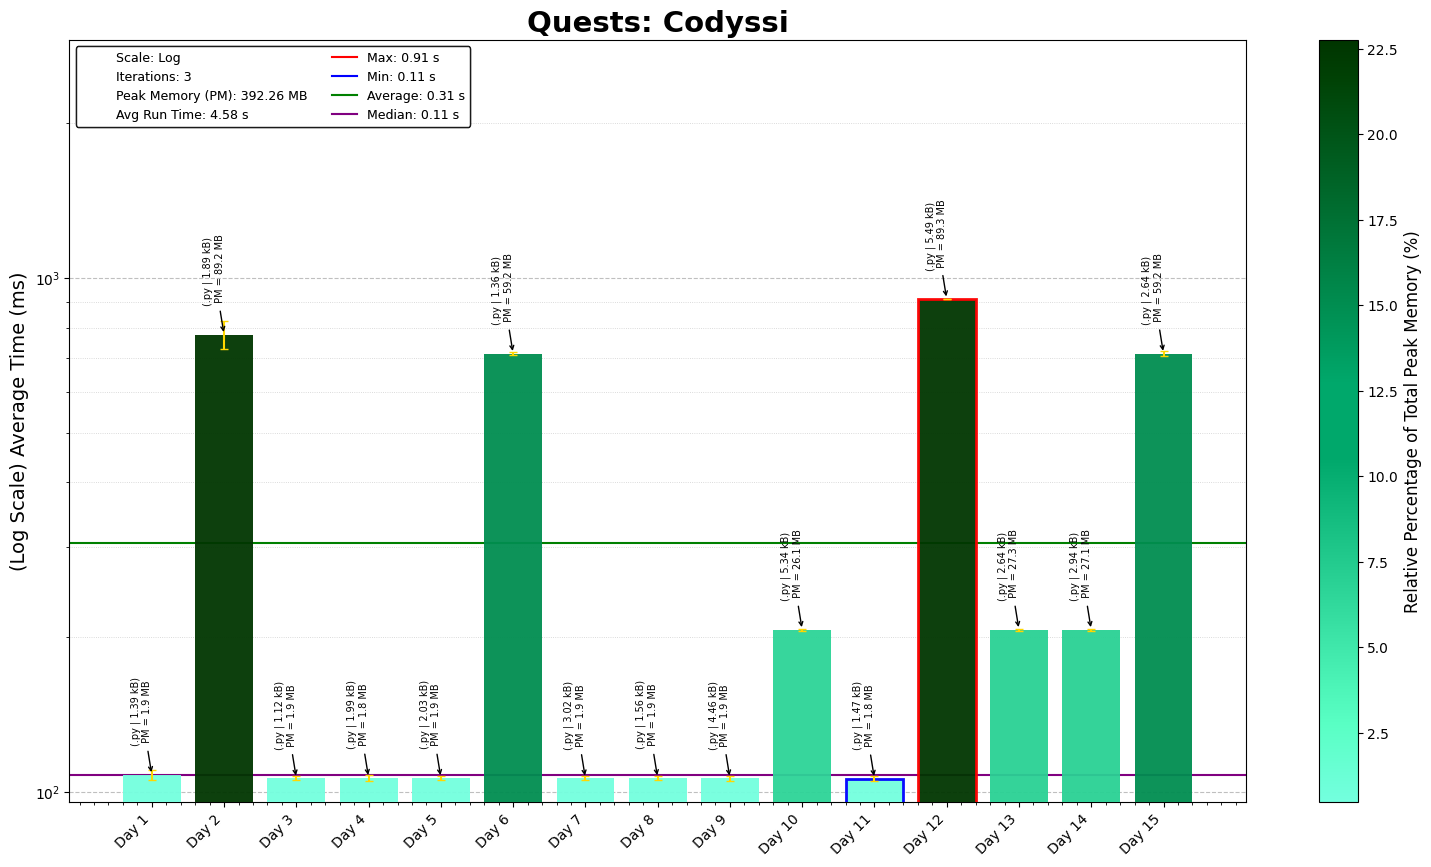 Quests: Codyssi
Scale: Log
Iterations: 3
Peak Memory (PM): 392.26 MB
Avg Run Time: 4.58 s
Max: 0.91 s
Min: 0.11 s
Average: 0.31 s
Median: 0.11 s
(Log Scale) Average Time (ms)
10³
10²
(.py | 1.39 kB)
PM = 1.9 MB
(.py | 1.89 kB)
PM = 89.2 MB
(.py | 1.12 kB)
PM = 1.9 MB
(.py | 1.99 kB)
PM = 1.8 MB
(.py | 2.03 kB)
PM = 1.9 MB
(.py | 1.36 kB)
PM = 59.2 MB
(.py | 3.02 kB)
PM = 1.9 MB
(.py | 1.56 kB)
PM = 1.9 MB
(.py | 4.46 kB)
PM = 1.9 MB
(.py | 5.34 kB)
PM = 26.1 MB
(.py | 1.47 kB)
PM = 1.8 MB
(.py | 5.49 kB)
PM = 89.3 MB
(.py | 2.64 kB)
PM = 27.3 MB
(.py | 2.94 kB)
PM = 27.1 MB
(.py | 2.64 kB)
PM = 59.2 MB
Day 1
Day 2
Day 3
Day 4
Day 5
Day 6
Day 7
Day 8
Day 9
Day 10
Day 11
Day 12
Day 13
Day 14
Day 15
22.5
20.0
17.5
15.0
12.5
10.0
7.5
5.0
2.5
Relative Percentage of Total Peak Memory (%)